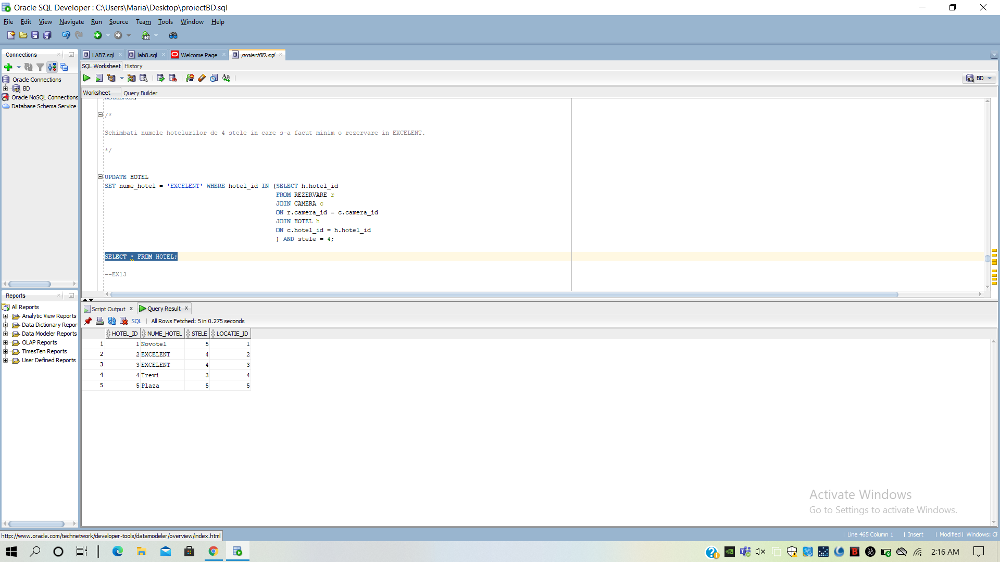 Oracle SQL Developer : C:\Users\Maria\Desktop\proiectBD.sql
File Edit View Navigate Run Source Team Tools Window Help
Connections
LAB7.sql
lab8.sql
Welcome Page
proiectBD.sql
SQL Worksheet History
BD
Worksheet Query Builder
Oracle Connections
BD
Oracle NoSQL Connections
Database Schema Service
/*
Schimbati numele hotelurilor de 4 stele in care s-a facut minim o rezervare in EXCELENT.
*/
UPDATE HOTEL
SET nume_hotel = 'EXCELENT' WHERE hotel_id IN (SELECT h.hotel_id
FROM REZERVARE r
JOIN CAMERA c
ON r.camera_id = c.camera_id
JOIN HOTEL h
ON c.hotel_id = h.hotel_id
) AND stele = 4;
SELECT * FROM HOTEL;
--EX13
Reports
All Reports
Analytic View Reports
Data Dictionary Repor
Data Modeler Reports
OLAP Reports
TimesTen Reports
User Defined Reports
Script Output Query Result
SQL | All Rows Fetched: 5 in 0.275 seconds
HOTEL_ID NUME_HOTEL STELE LOCATIE_ID
1 1 Novotel 5 1
2 2 EXCELENT 4 2
3 3 EXCELENT 4 3
4 4 Trevi 3 4
5 5 Plaza 5 5
Activate Windows
Go to Settings to activate Windows.
http://www.oracle.com/technetwork/developer-tools/datamodeler/overview/index.html
| Line 465 Column 1 | Insert | Modified | Windows: CF
2:16 AM